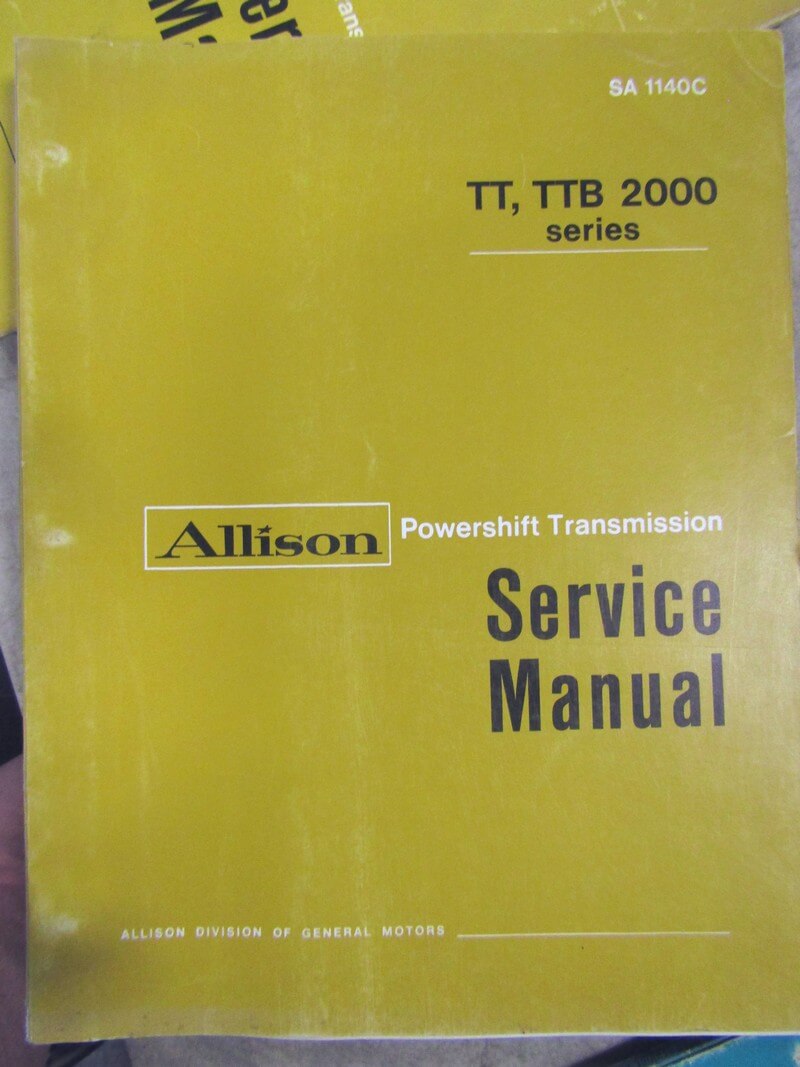 SA 1140C
TT, TTB 2000
series
Allison
Powershift Transmission
Service
Manual
ALLISON DIVISION OF GENERAL MOTORS